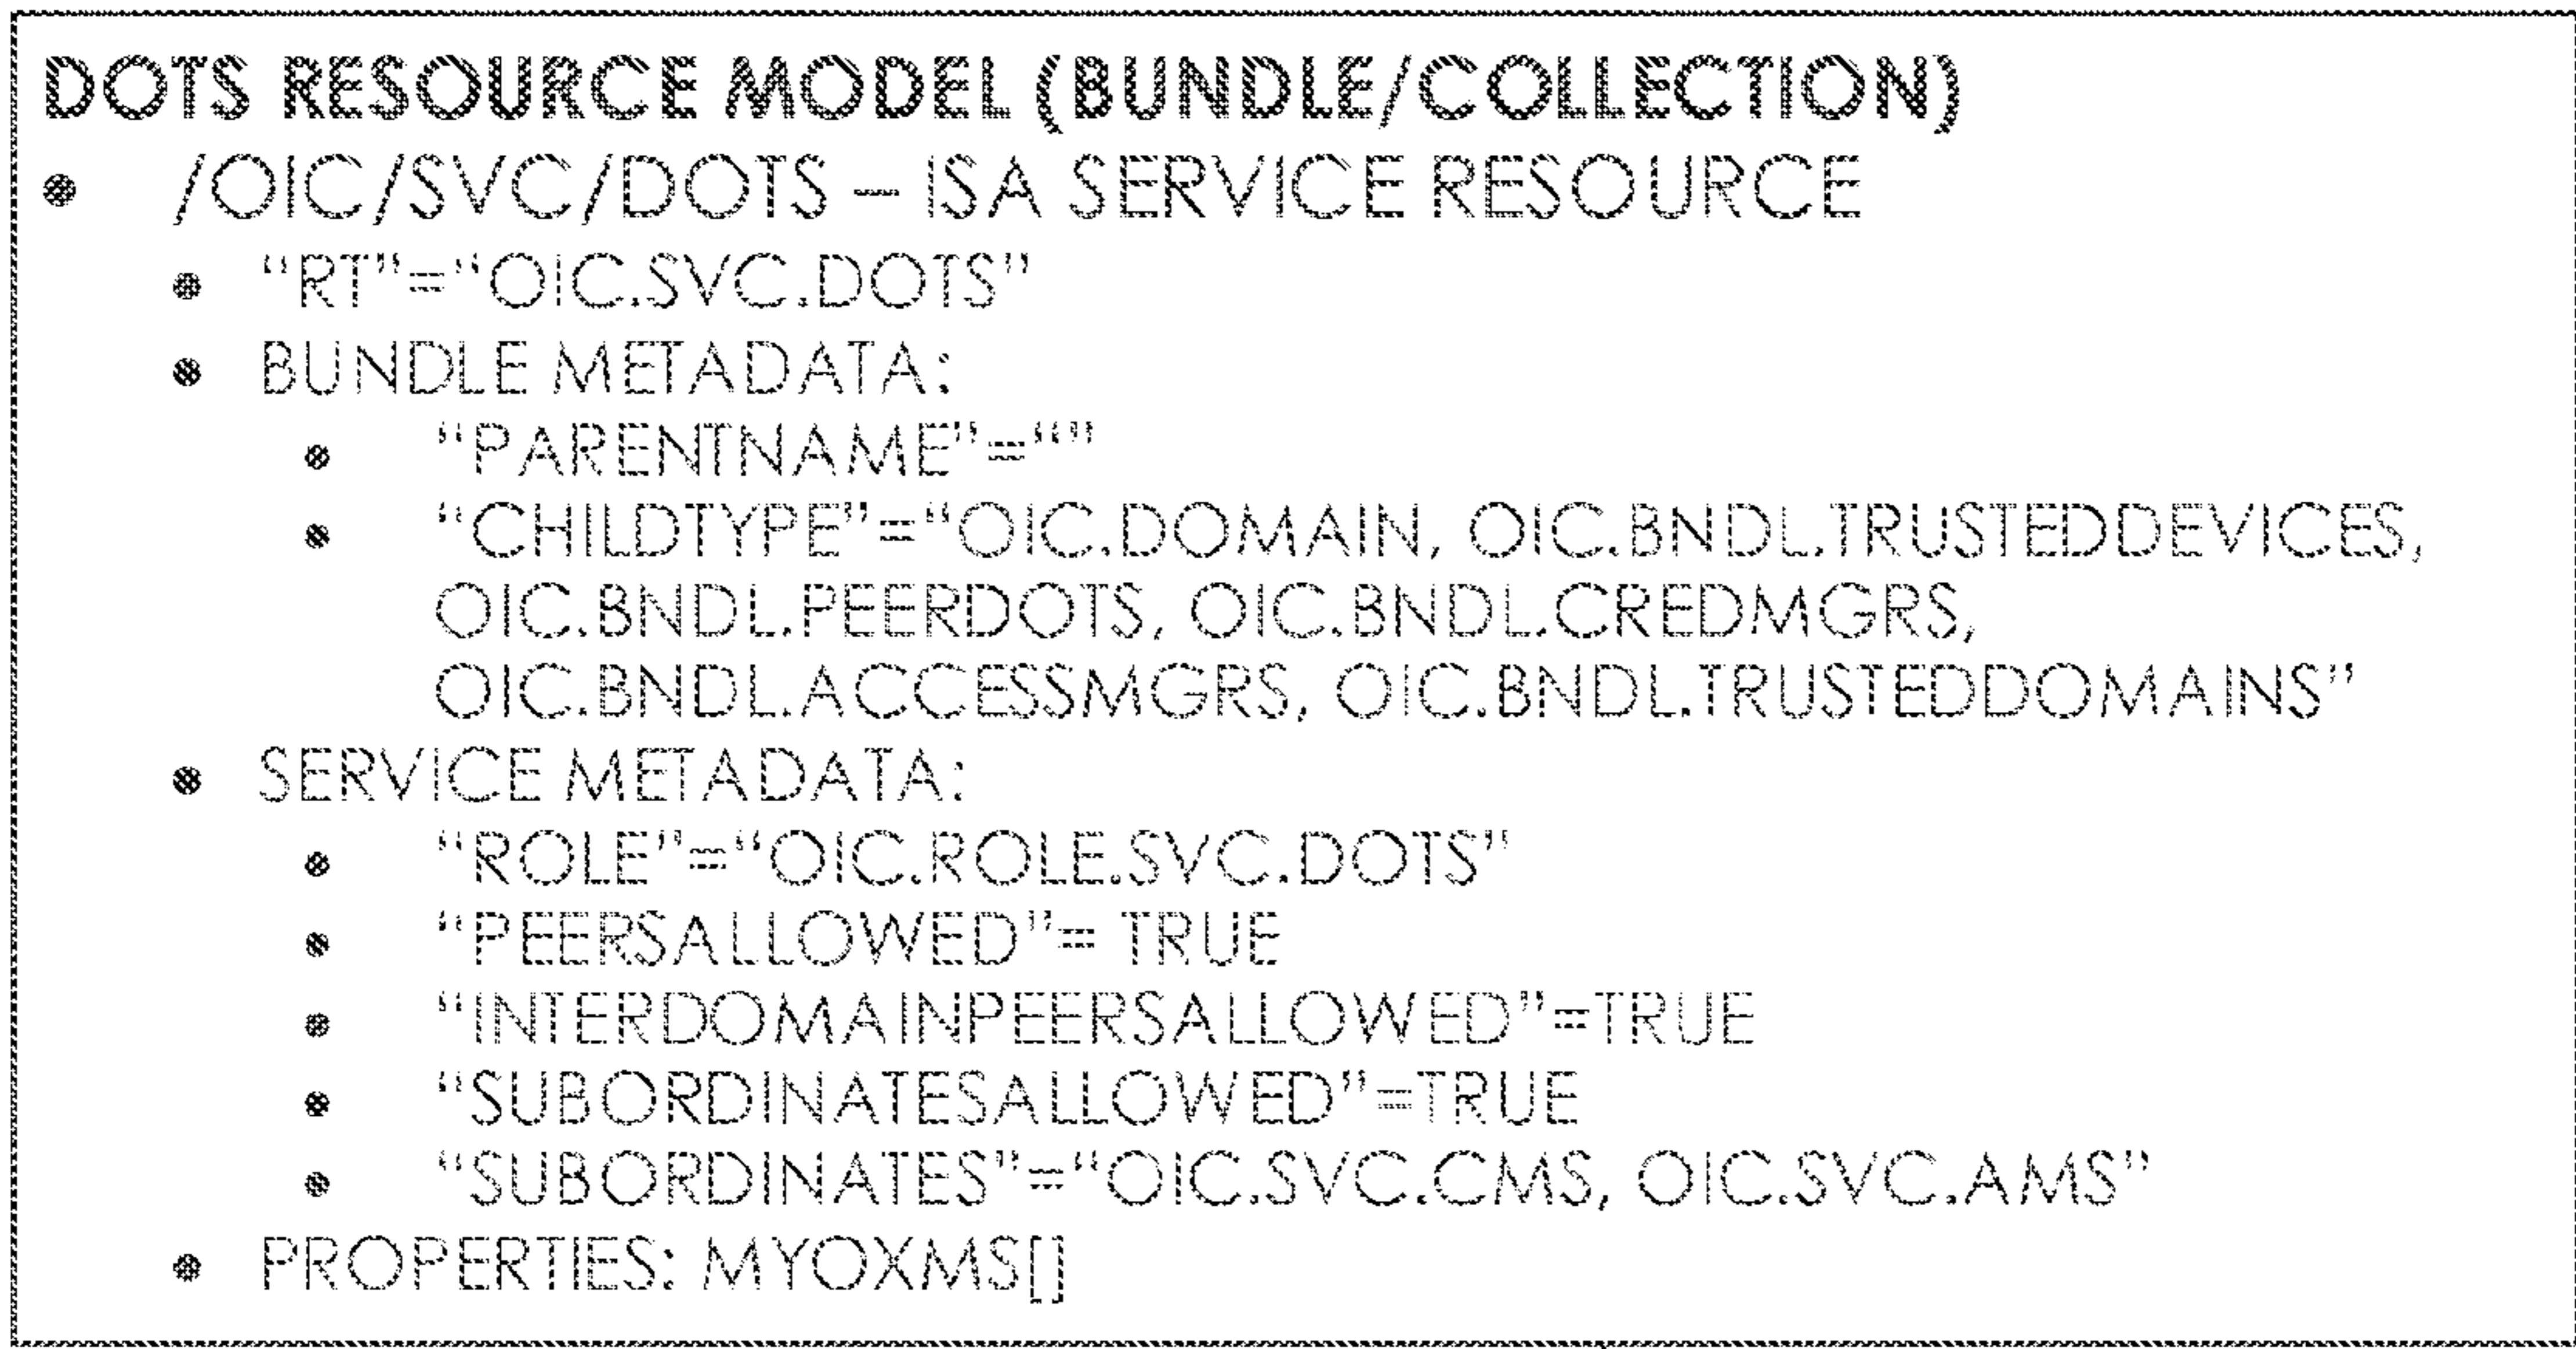 DOTS RESOURCE MODEL (BUNDLE/COLLECTION)
• /OIC/SVC/DOTS – ISA SERVICE RESOURCE
• “RT”=“OIC.SVC.DOTS”
• BUNDLE METADATA:
• “PARENTNAME”=“”
• “CHILDTYPE”=“OIC.DOMAIN, OIC.BNDL.TRUSTEDDEVICES,
OIC.BNDL.PEERDOTS, OIC.BNDL.CREDMGRS,
OIC.BNDL.ACCESSMGRS, OIC.BNDL.TRUSTEDDOMAINS”
• SERVICE METADATA:
• “ROLE”=“OIC.ROLE.SVC.DOTS”
• “PEERSALLOWED”= TRUE
• “INTERDOMAINPEERSALLOWED”=TRUE
• “SUBORDINATESALLOWED”=TRUE
• “SUBORDINATES”=“OIC.SVC.CMS, OIC.SVC.AMS”
• PROPERTIES: MYOXMS[]